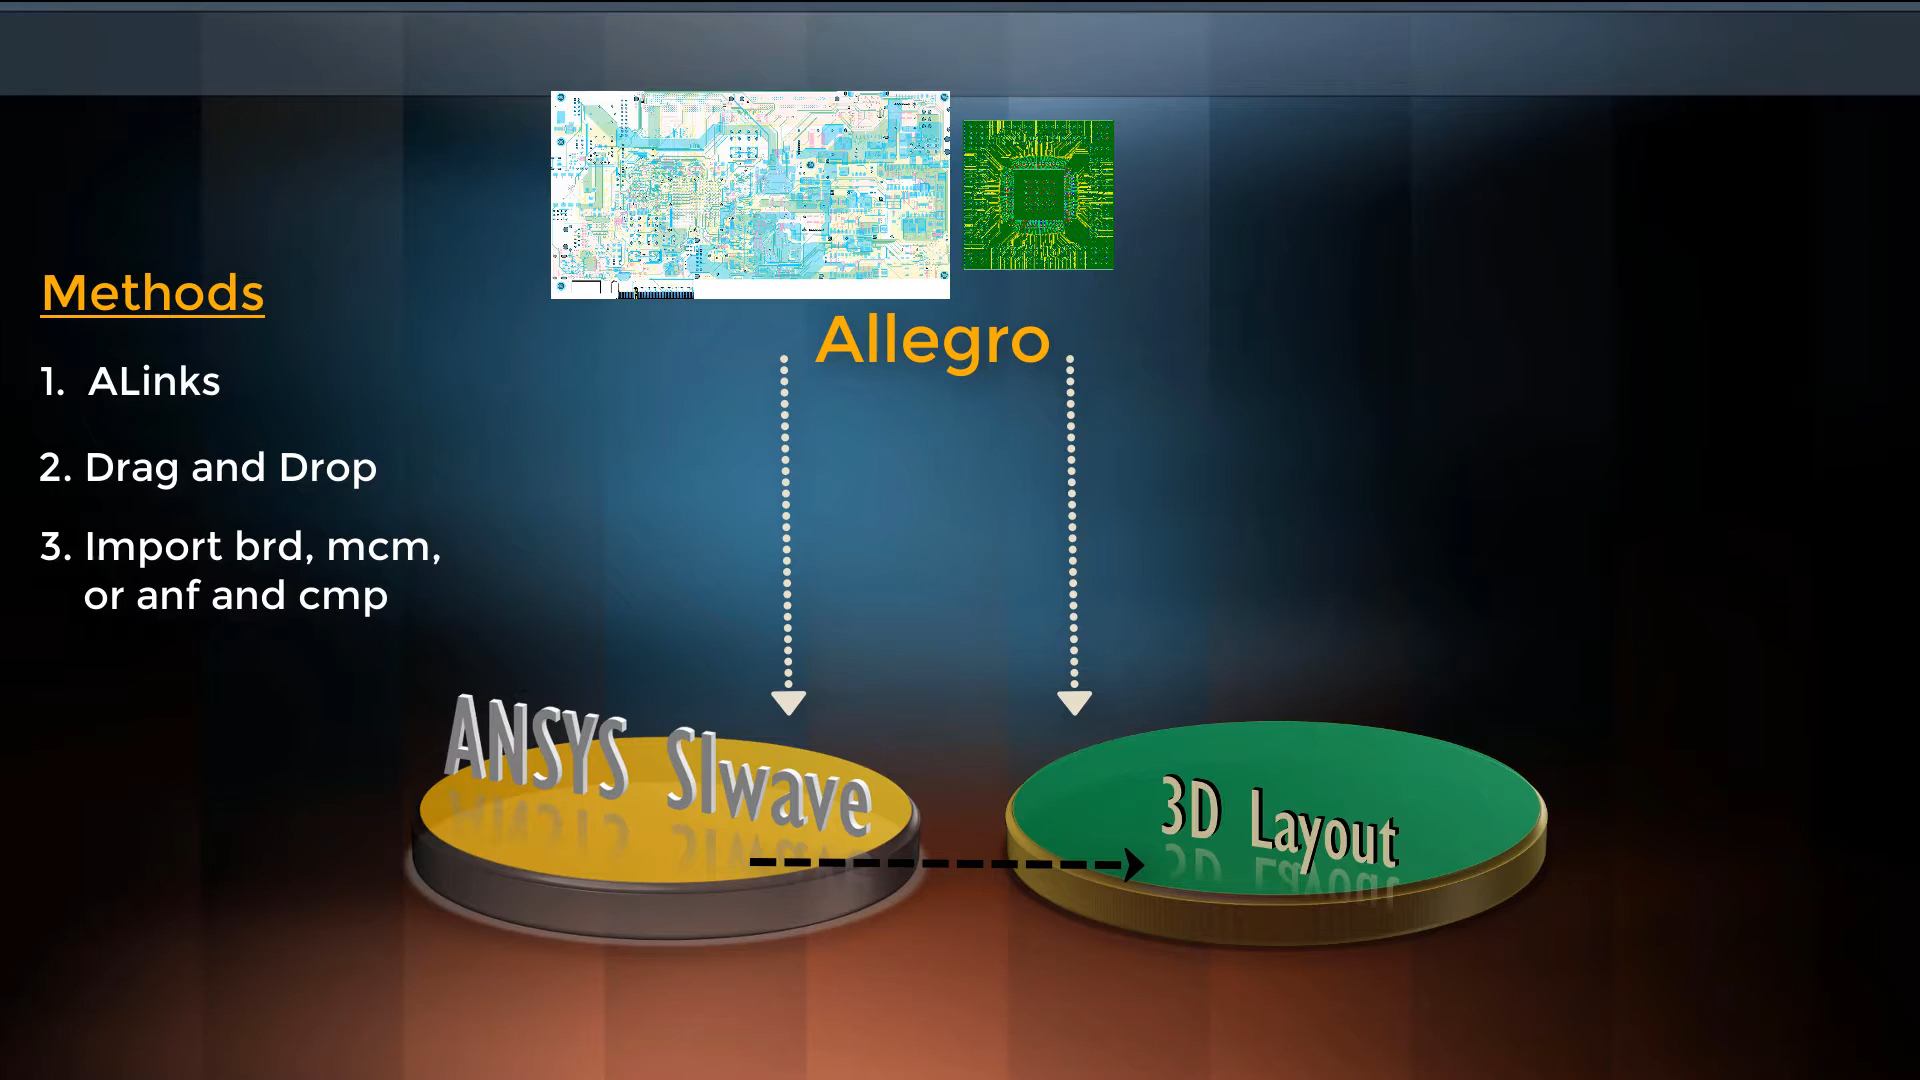 Allegro
Methods
1. ALinks
2. Drag and Drop
3. Import brd, mcm,
or anf and cmp
ANSYS SIwave
3D Layout